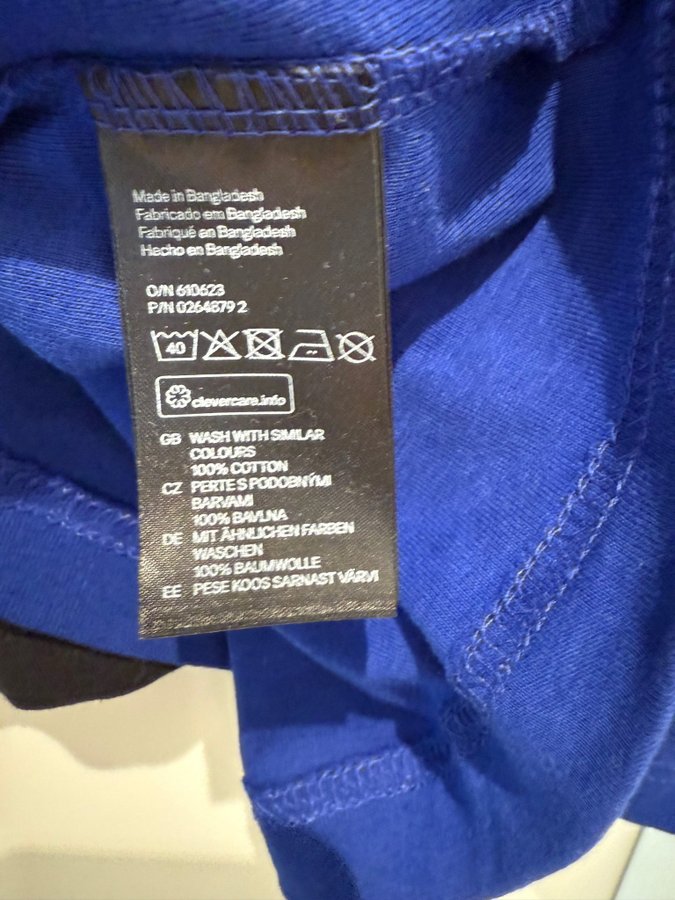 Made in Bangladesh
Fabricado em Bangladesh
Fabriqué en Bangladesh
Hecho en Bangladesh
O/N 610623
P/N 0264879 2
40
clevercare.info
GB WASH WITH SIMILAR
COLOURS
100% COTTON
CZ PERTE S PODOBNÝMI
BARVAMI
100% BAVLNA
DE MIT ÄHNLICHEN FARBEN
WASCHEN
100% BAUMWOLLE
EE PESE KOOS SARNAST VÄRVI